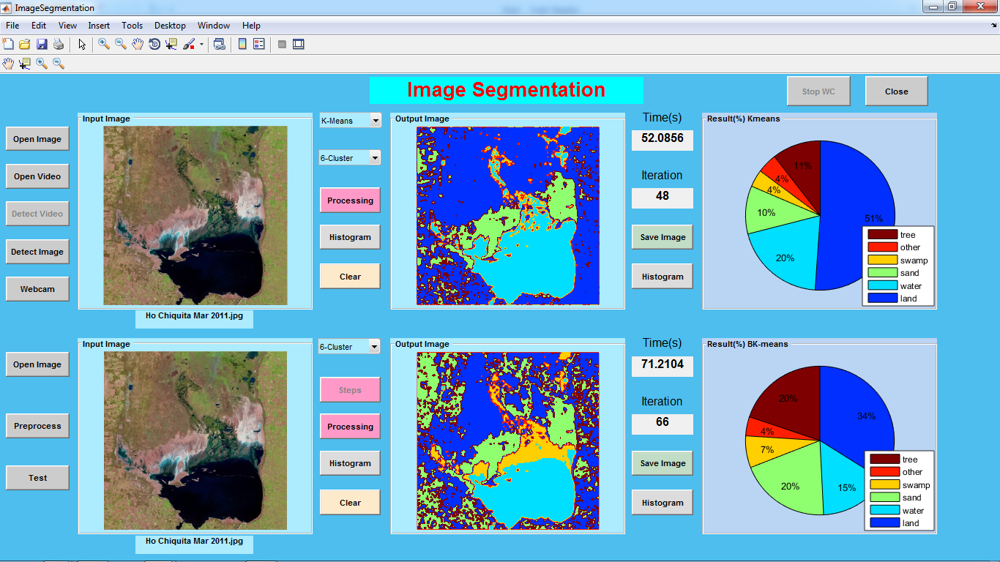 ImageSegmentation
File Edit View Insert Tools Desktop Window Help
Image Segmentation
Stop WC
Close
Open Image
Open Video
Detect Video
Detect Image
Webcam
Input Image
Ho Chiquita Mar 2011.jpg
K-Means
6-Cluster
Processing
Histogram
Clear
Output Image
Time(s)
52.0856
Iteration
48
Save Image
Histogram
Result(%) Kmeans
11%
4%
4%
10%
20%
51%
tree
other
swamp
sand
water
land
Open Image
Preprocess
Test
Input Image
Ho Chiquita Mar 2011.jpg
6-Cluster
Steps
Processing
Histogram
Clear
Output Image
Time(s)
71.2104
Iteration
66
Save Image
Histogram
Result(%) BK-means
20%
4%
7%
20%
15%
34%
tree
other
swamp
sand
water
land